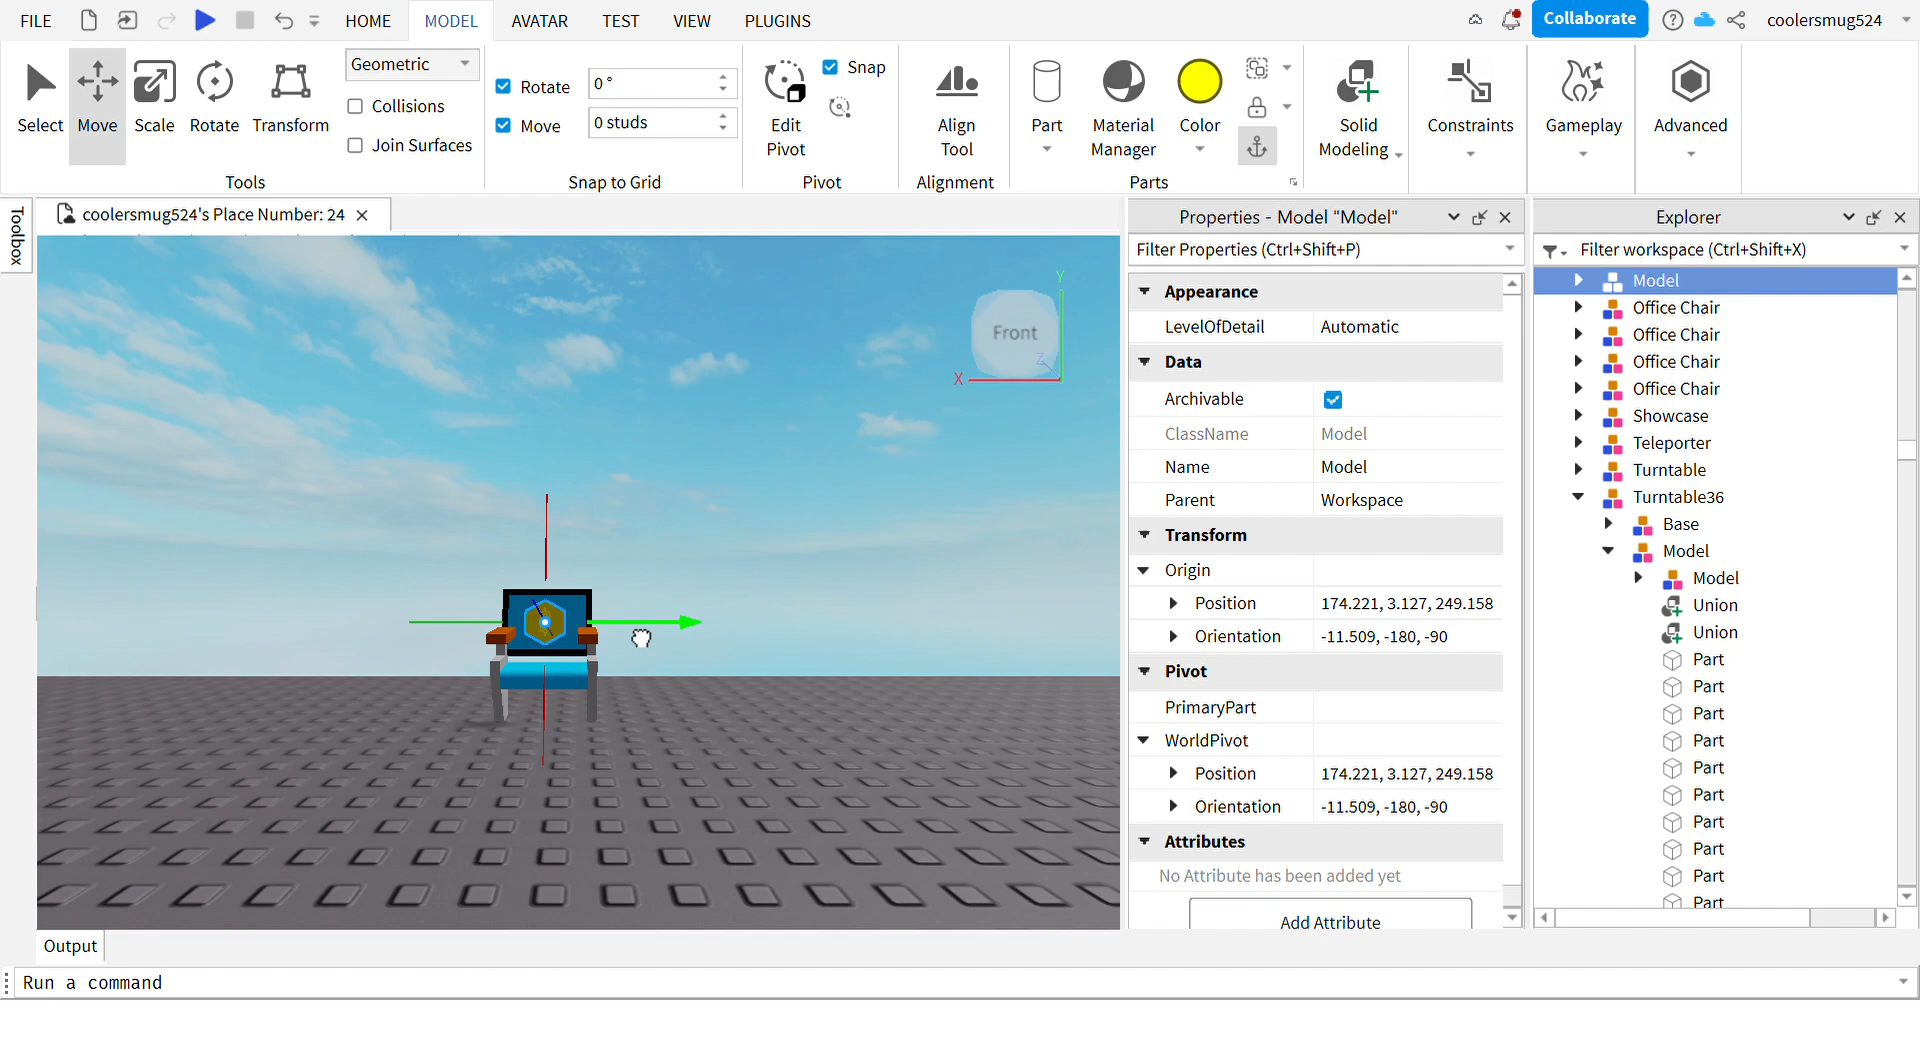 FILE HOME MODEL AVATAR TEST VIEW PLUGINS Collaborate coolersmug524
Select Move Scale Rotate Transform
Geometric
Collisions
Join Surfaces
Tools
Rotate 0 °
Move 0 studs
Snap to Grid
Edit Pivot
Snap
Pivot
Align Tool
Alignment
Part
Material Manager
Color
Parts
Solid Modeling
Constraints
Gameplay
Advanced
Toolbox
coolersmug524's Place Number: 24
Front
X
Y
Z
Properties - Model "Model"
Filter Properties (Ctrl+Shift+P)
Appearance
LevelOfDetail Automatic
Data
Archivable
ClassName Model
Name Model
Parent Workspace
Transform
Origin
Position 174.221, 3.127, 249.158
Orientation -11.509, -180, -90
Pivot
PrimaryPart
WorldPivot
Position 174.221, 3.127, 249.158
Orientation -11.509, -180, -90
Attributes
No Attribute has been added yet
Add Attribute
Explorer
Filter workspace (Ctrl+Shift+X)
Model
Office Chair
Office Chair
Office Chair
Office Chair
Showcase
Teleporter
Turntable
Turntable36
Base
Model
Model
Union
Union
Part
Part
Part
Part
Part
Part
Part
Part
Part
Part
Output
Run a command